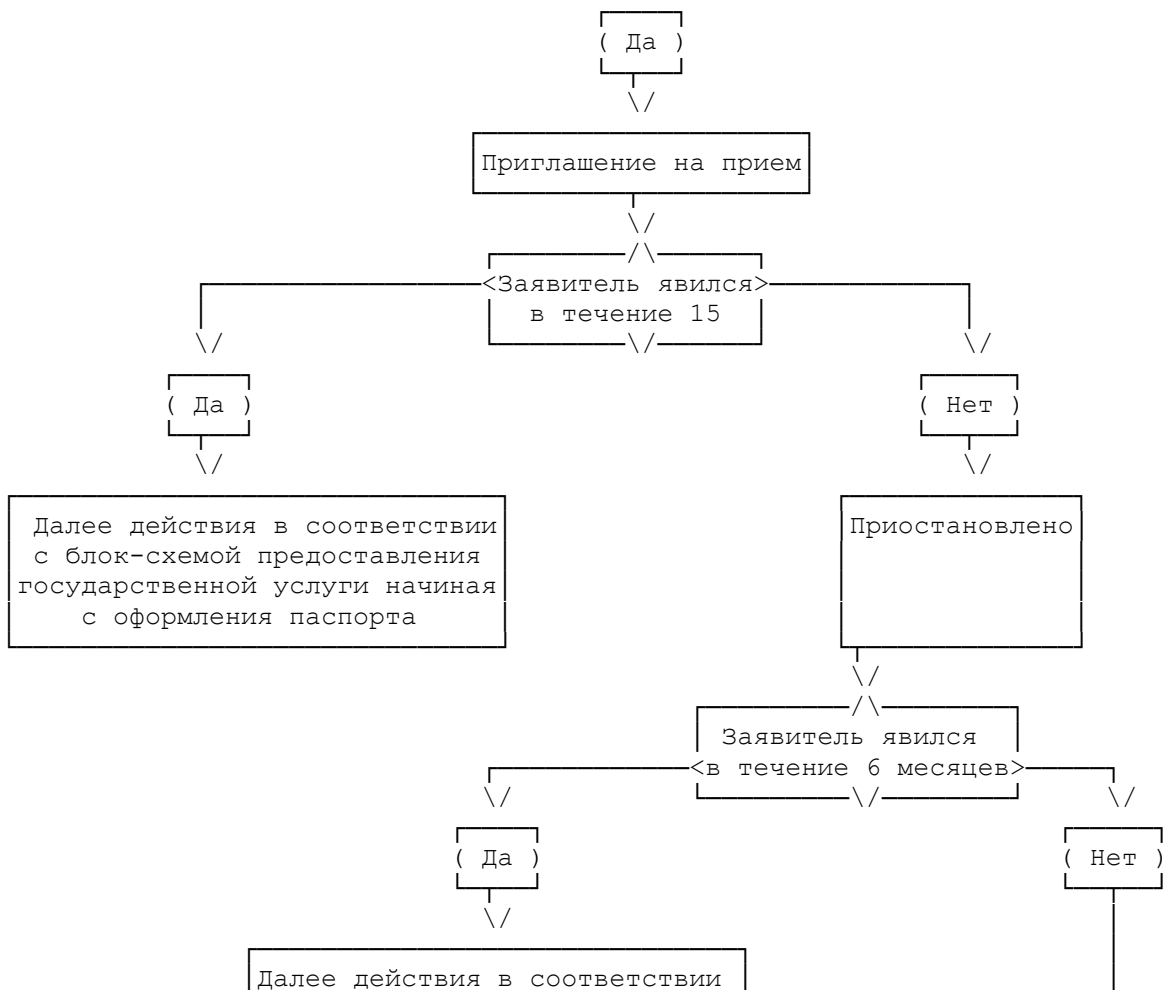 ( Да )
Приглашение на прием
<Заявитель явился>
в течение 15
( Да )
( Нет )
Далее действия в соответствии
с блок-схемой предоставления
государственной услуги начиная
с оформления паспорта
Приостановлено
Заявитель явился
<в течение 6 месяцев>
( Да )
( Нет )
Далее действия в соответствии